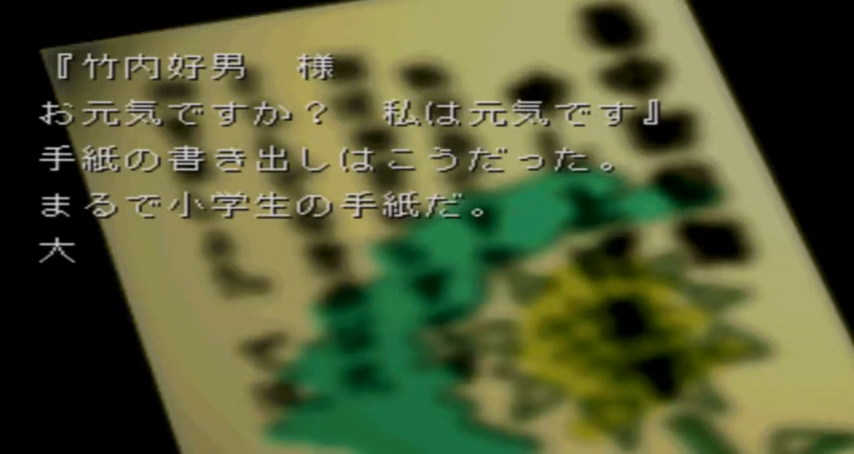 『竹内好男　様
お元気ですか？　私は元気です』
手紙の書き出しはこうだった。
まるで小学生の手紙だ。
大